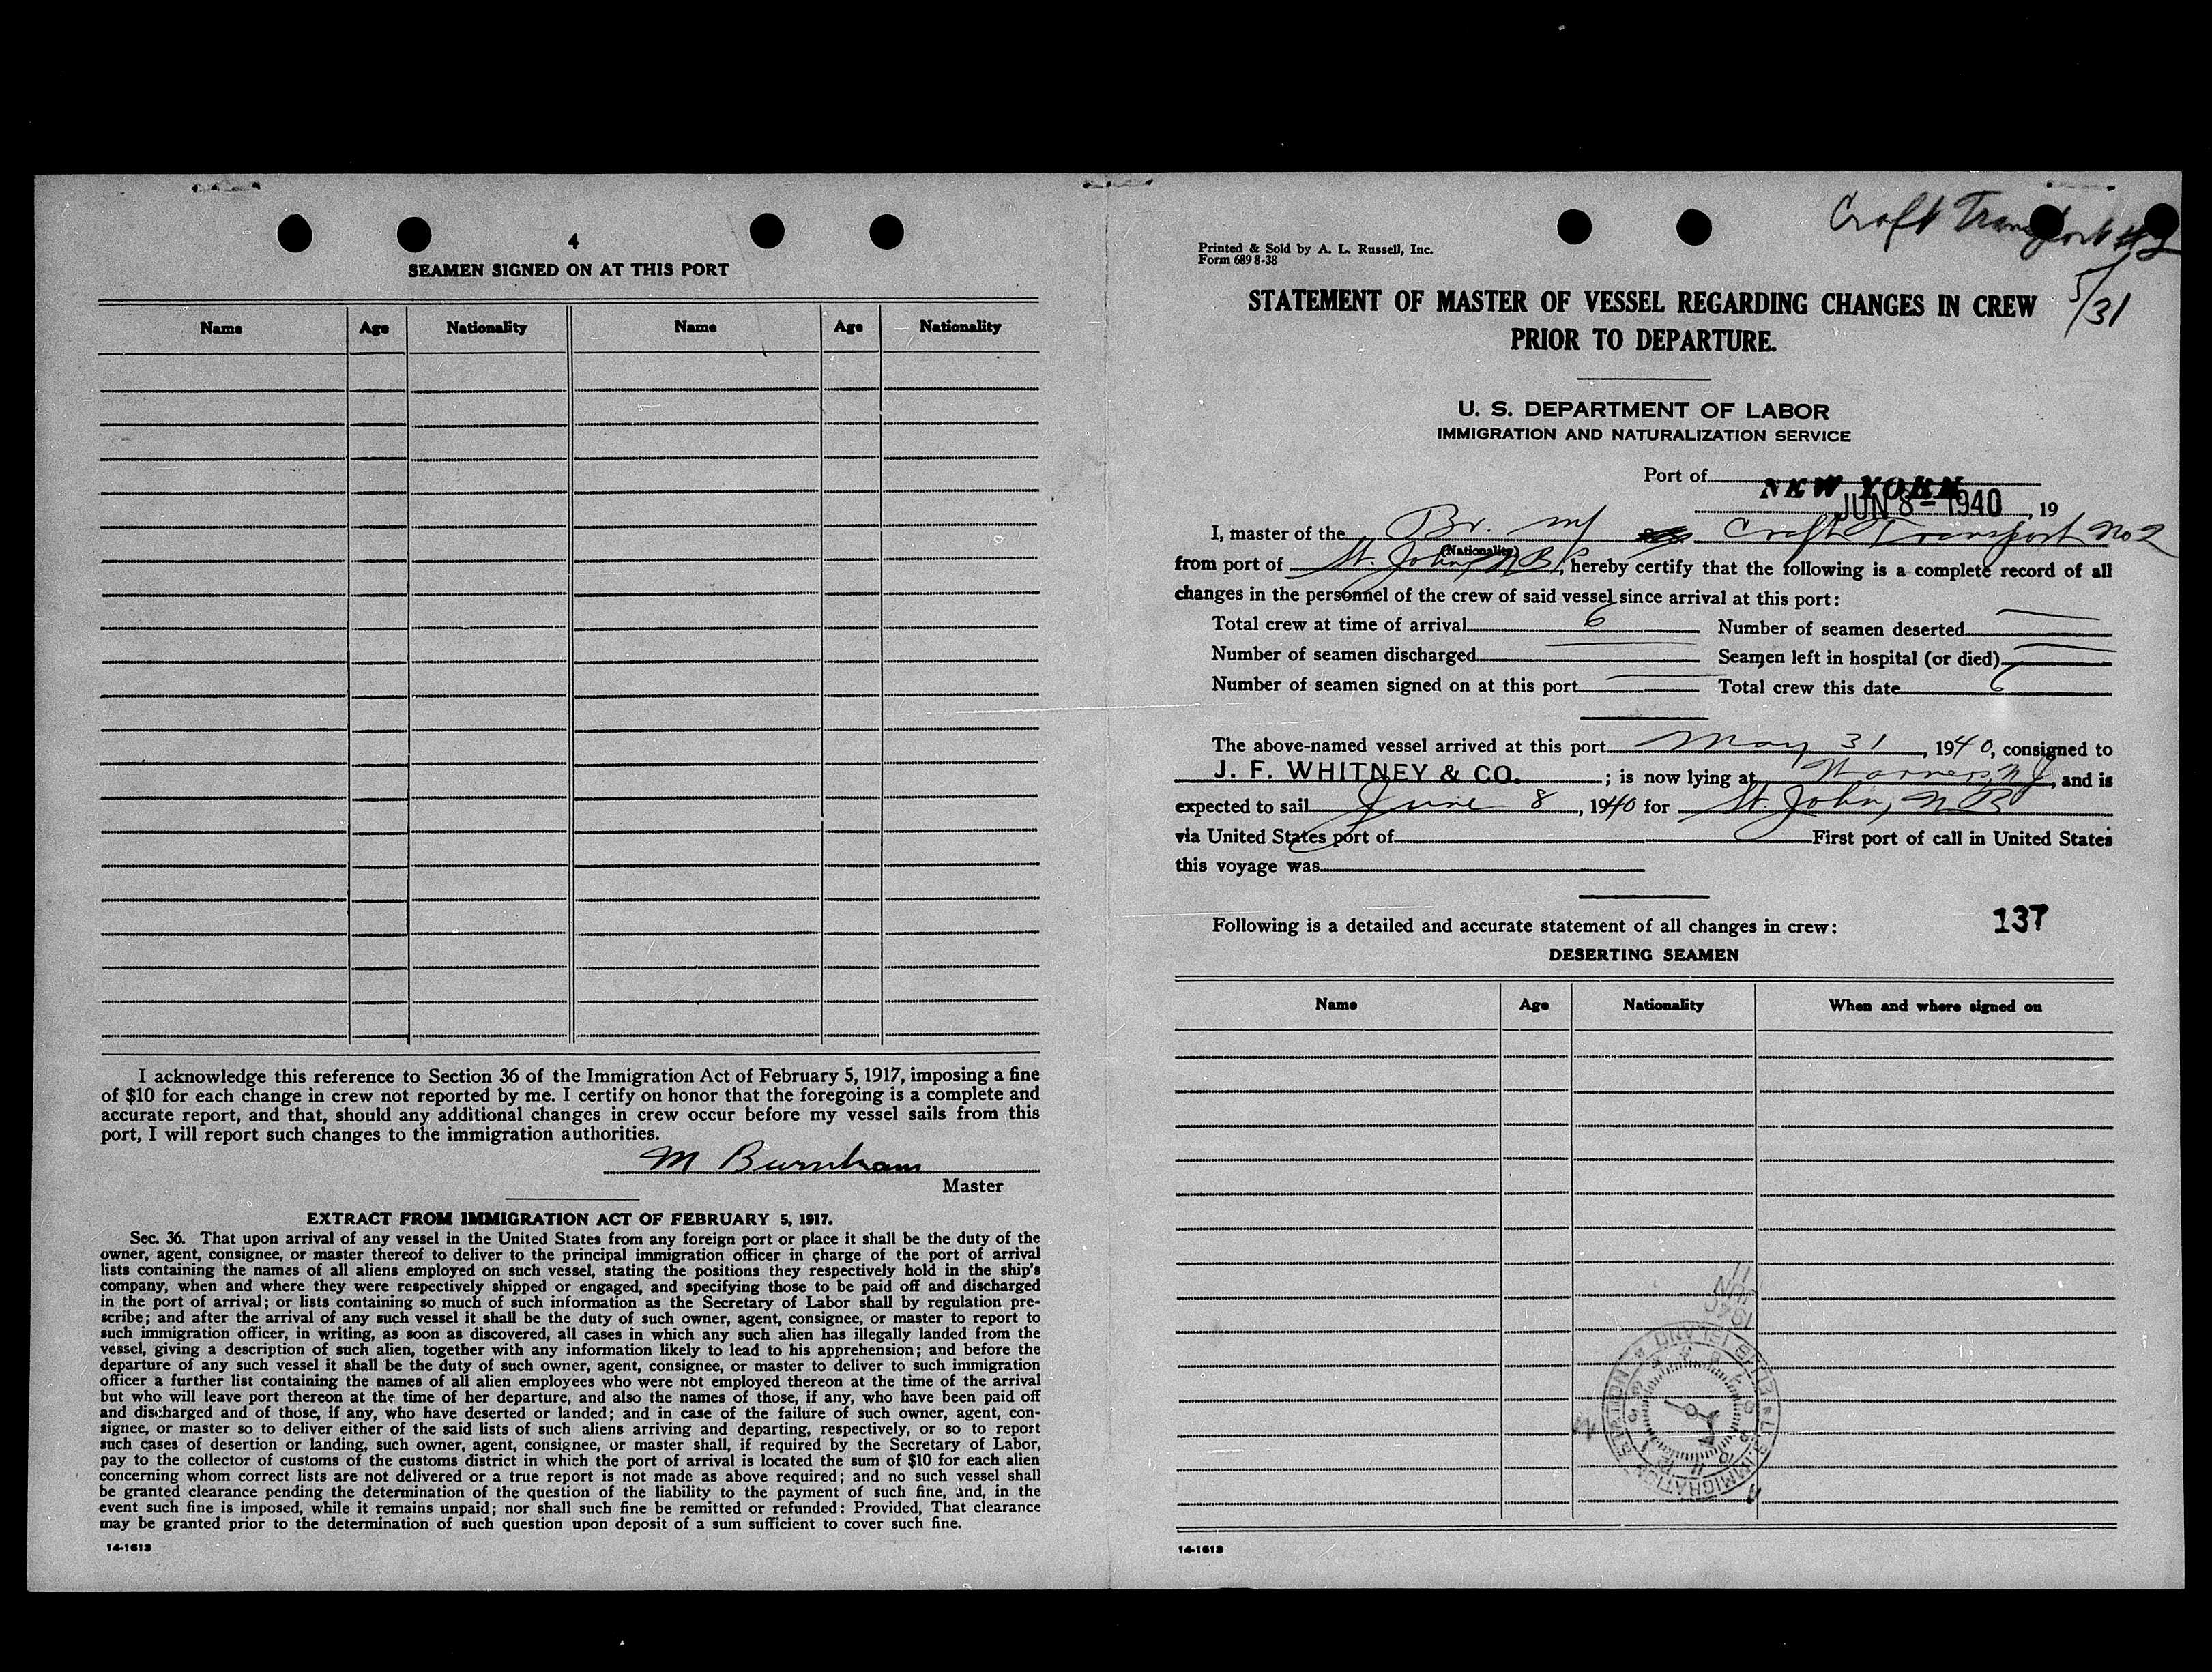 4
SEAMEN SIGNED ON AT THIS PORT
Name Age Nationality Name Age Nationality
I acknowledge this reference to Section 36 of the Immigration Act of February 5, 1917, imposing a fine
of $10 for each change in crew not reported by me. I certify on honor that the foregoing is a complete and
accurate report, and that, should any additional changes in crew occur before my vessel sails from this
port, I will report such changes to the immigration authorities.
M Burnham
Master
EXTRACT FROM IMMIGRATION ACT OF FEBRUARY 5, 1917.
Sec. 36. That upon arrival of any vessel in the United States from any foreign port or place it shall be the duty of the
owner, agent, consignee, or master thereof to deliver to the principal immigration officer in charge of the port of arrival
lists containing the names of all aliens employed on such vessel, stating the positions they respectively hold in the ship's
company, when and where they were respectively shipped or engaged, and specifying those to be paid off and discharged
in the port of arrival; or lists containing so much of such information as the Secretary of Labor shall by regulation pre-
scribe; and after the arrival of any such vessel it shall be the duty of such owner, agent, consignee, or master to report to
such immigration officer, in writing, as soon as discovered, all cases in which any such alien has illegally landed from the
vessel, giving a description of such alien, together with any information likely to lead to his apprehension; and before the
departure of any such vessel it shall be the duty of such owner, agent, consignee, or master to deliver to such immigration
officer a further list containing the names of all alien employees who were not employed thereon at the time of the arrival
but who will leave port thereon at the time of her departure, and also the names of those, if any, who have been paid off
and discharged and of those, if any, who have deserted or landed; and in case of the failure of such owner, agent, con-
signee, or master so to deliver either of the said lists of such aliens arriving and departing, respectively, or so to report
such cases of desertion or landing, such owner, agent, consignee, or master shall, if required by the Secretary of Labor,
pay to the collector of customs of the customs district in which the port of arrival is located the sum of $10 for each alien
concerning whom correct lists are not delivered or a true report is not made as above required; and no such vessel shall
be granted clearance pending the determination of the question of the liability to the payment of such fine, and, in the
event such fine is imposed, while it remains unpaid; nor shall such fine be remitted or refunded: Provided, That clearance
may be granted prior to the determination of such question upon deposit of a sum sufficient to cover such fine.
14-1613
Craft Transport #2
5/31
Printed & Sold by A. L. Russell, Inc.
Form 689 8-38
STATEMENT OF MASTER OF VESSEL REGARDING CHANGES IN CREW
PRIOR TO DEPARTURE.
U. S. DEPARTMENT OF LABOR
IMMIGRATION AND NATURALIZATION SERVICE
Port of NEW YORK
JUN 8 - 1940, 19
I, master of the Br. m/ Craft Transport No 2
(Nationality)
from port of St. John, N B, hereby certify that the following is a complete record of all
changes in the personnel of the crew of said vessel since arrival at this port:
Total crew at time of arrival 6 Number of seamen deserted
Number of seamen discharged Seamen left in hospital (or died)
Number of seamen signed on at this port Total crew this date 6
The above-named vessel arrived at this port May 31, 1940, consigned to
J. F. WHITNEY & CO. ; is now lying at Warners, N J, and is
expected to sail June 8, 1940 for St. John, N B
via United States port of First port of call in United States
this voyage was
Following is a detailed and accurate statement of all changes in crew: 137
DESERTING SEAMEN
Name Age Nationality When and where signed on
11
JUN
1940
U.S. IMMIGRATION STATION * ELLIS ISLAND *
14-1613